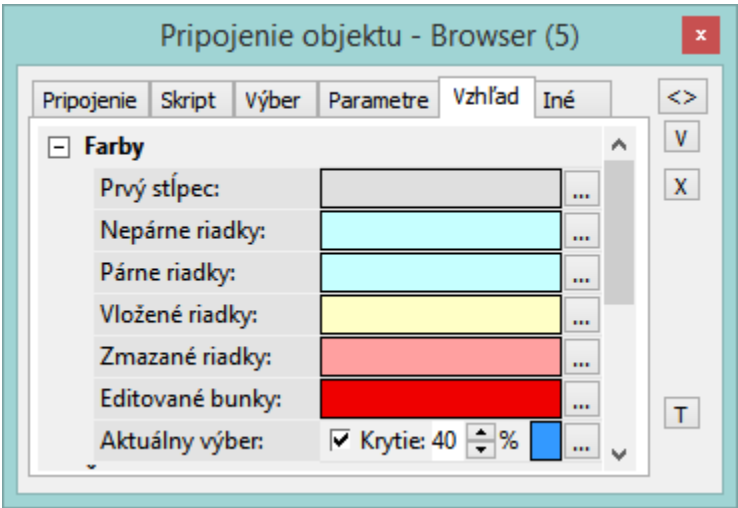 Pripojenie objektu - Browser (5)
x
Pripojenie Skript Výber Parametre Vzhľad Iné
<>
V
X
Farby
Prvý stĺpec: ...
Nepárne riadky: ...
Párne riadky: ...
Vložené riadky: ...
Zmazané riadky: ...
Editované bunky: ...
Aktuálny výber: Krytie: 40 % ...
T